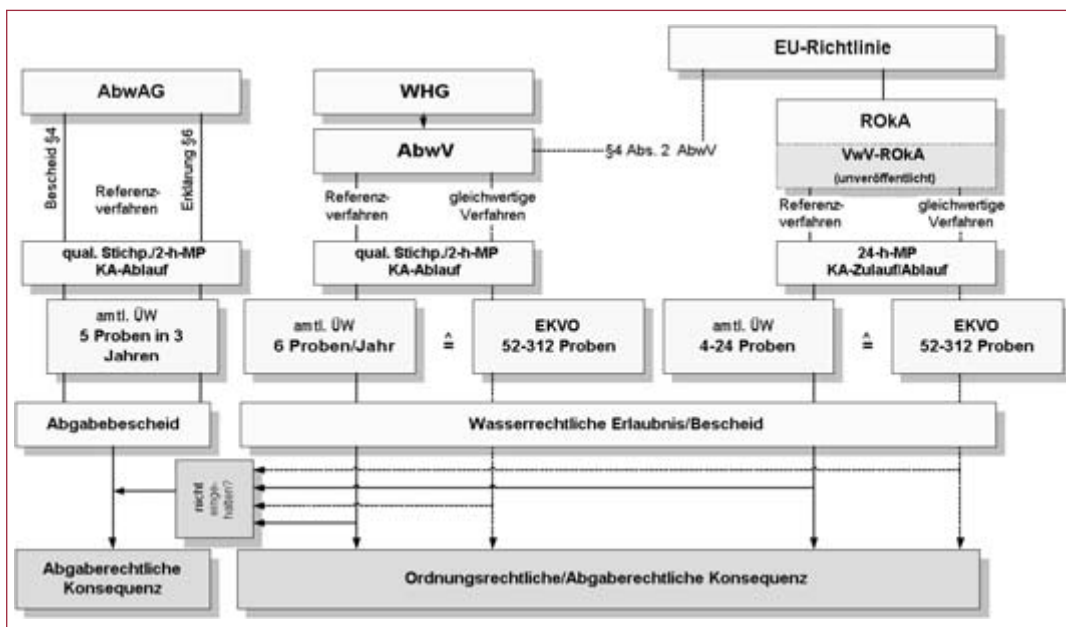 EU-Richtlinie
AbwAG
WHG
ROkA
AbwV
§4 Abs. 2 AbwV
VwV-ROkA
(unveröffentlicht)
Bescheid §4
Referenz-
verfahren
Erklärung §6
Referenz-
verfahren
gleichwertige
Verfahren
Referenz-
verfahren
gleichwertige
Verfahren
qual. Stichp./2-h-MP
KA-Ablauf
qual. Stichp./2-h-MP
KA-Ablauf
24-h-MP
KA-Zulauf/Ablauf
amtl. ÜW
5 Proben in 3
Jahren
amtl. ÜW
6 Proben/Jahr
≙
EKVO
52-312 Proben
amtl. ÜW
4-24 Proben
≙
EKVO
52-312 Proben
Abgabebescheid
Wasserrechtliche Erlaubnis/Bescheid
nicht
einge-
halten?
Abgaberechtliche
Konsequenz
Ordnungsrechtliche/Abgaberechtliche Konsequenz